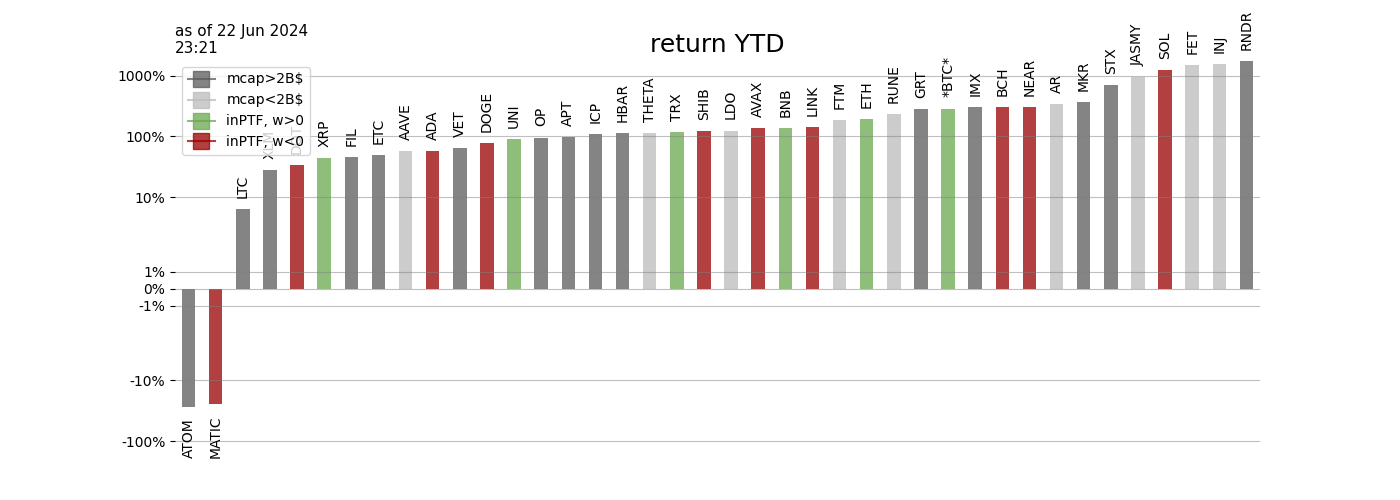 as of 22 Jun 2024
23:21
return YTD
mcap>2B$
mcap<2B$
inPTF, w>0
inPTF, w<0
1000%
100%
10%
1%
0%
-1%
-10%
-100%
ATOM
MATIC
LTC
XRP
FIL
ETC
AAVE
ADA
VET
DOGE
UNI
OP
APT
ICP
HBAR
THETA
TRX
SHIB
LDO
AVAX
BNB
LINK
FTM
ETH
RUNE
GRT
*BTC*
IMX
BCH
NEAR
AR
MKR
STX
JASMY
SOL
FET
INJ
RNDR